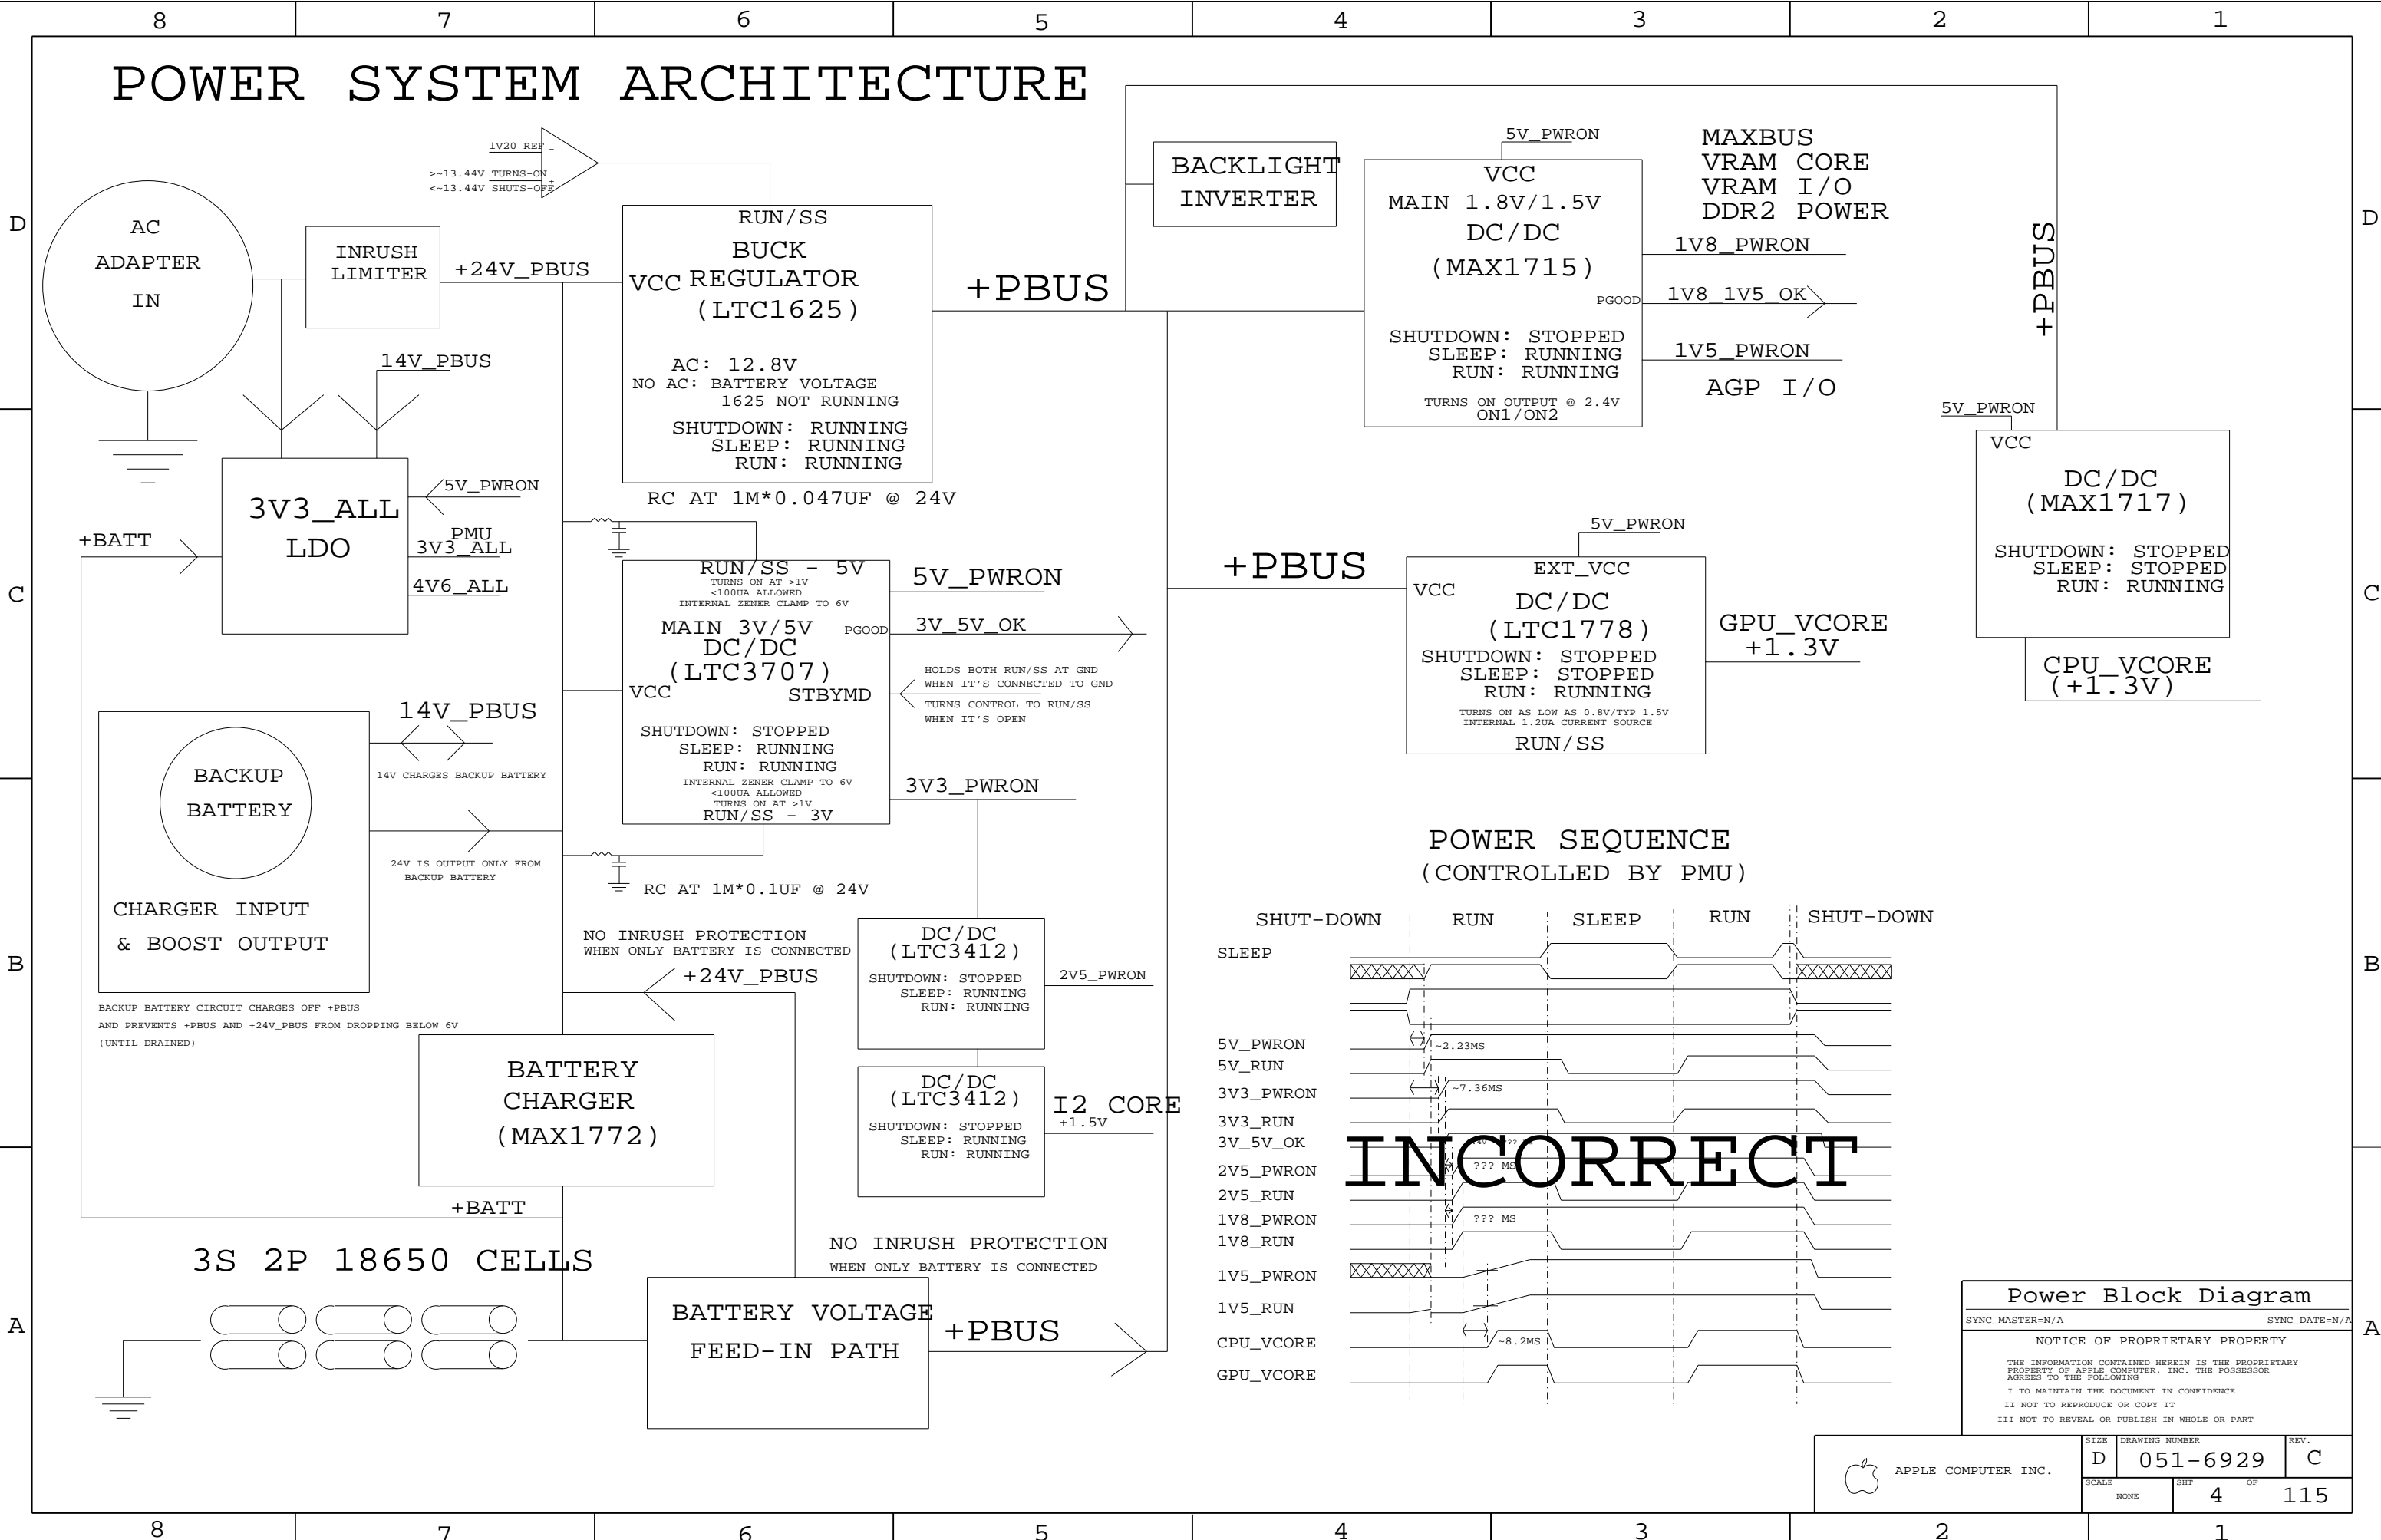 8 7 6 5 4 3 2 1
POWER SYSTEM ARCHITECTURE
D
D
C
C
B
B
A
A
AC
ADAPTER
IN
INRUSH
LIMITER
+24V_PBUS
1V20_REF
-
>~13.44V TURNS-ON
+
<~13.44V SHUTS-OFF
RUN/SS
BUCK
VCC REGULATOR
(LTC1625)
AC: 12.8V
NO AC: BATTERY VOLTAGE
1625 NOT RUNNING
SHUTDOWN: RUNNING
SLEEP: RUNNING
RUN: RUNNING
RC AT 1M*0.047UF @ 24V
+PBUS
BACKLIGHT
INVERTER
5V_PWRON
VCC
MAIN 1.8V/1.5V
DC/DC
(MAX1715)
PGOOD
SHUTDOWN: STOPPED
SLEEP: RUNNING
RUN: RUNNING
TURNS ON OUTPUT @ 2.4V
ON1/ON2
MAXBUS
VRAM CORE
VRAM I/O
DDR2 POWER
1V8_PWRON
1V8_1V5_OK
1V5_PWRON
AGP I/O
+PBUS
5V_PWRON
VCC
DC/DC
(MAX1717)
SHUTDOWN: STOPPED
SLEEP: STOPPED
RUN: RUNNING
CPU_VCORE
(+1.3V)
14V_PBUS
3V3_ALL
LDO
+BATT
5V_PWRON
PMU
3V3_ALL
4V6_ALL
RUN/SS - 5V
TURNS ON AT >1V
<100UA ALLOWED
INTERNAL ZENER CLAMP TO 6V
MAIN 3V/5V
PGOOD
DC/DC
(LTC3707)
VCC
STBYMD
SHUTDOWN: STOPPED
SLEEP: RUNNING
RUN: RUNNING
INTERNAL ZENER CLAMP TO 6V
<100UA ALLOWED
TURNS ON AT >1V
RUN/SS - 3V
RC AT 1M*0.1UF @ 24V
5V_PWRON
3V_5V_OK
HOLDS BOTH RUN/SS AT GND
WHEN IT'S CONNECTED TO GND
TURNS CONTROL TO RUN/SS
WHEN IT'S OPEN
3V3_PWRON
+PBUS
5V_PWRON
EXT_VCC
VCC
DC/DC
(LTC1778)
SHUTDOWN: STOPPED
SLEEP: STOPPED
RUN: RUNNING
TURNS ON AS LOW AS 0.8V/TYP 1.5V
INTERNAL 1.2UA CURRENT SOURCE
RUN/SS
GPU_VCORE
+1.3V
BACKUP
BATTERY
CHARGER INPUT
& BOOST OUTPUT
14V_PBUS
14V CHARGES BACKUP BATTERY
24V IS OUTPUT ONLY FROM
BACKUP BATTERY
BACKUP BATTERY CIRCUIT CHARGES OFF +PBUS
AND PREVENTS +PBUS AND +24V_PBUS FROM DROPPING BELOW 6V
(UNTIL DRAINED)
NO INRUSH PROTECTION
WHEN ONLY BATTERY IS CONNECTED
+24V_PBUS
DC/DC
(LTC3412)
SHUTDOWN: STOPPED
SLEEP: RUNNING
RUN: RUNNING
2V5_PWRON
DC/DC
(LTC3412)
SHUTDOWN: STOPPED
SLEEP: RUNNING
RUN: RUNNING
I2 CORE
+1.5V
BATTERY
CHARGER
(MAX1772)
+BATT
3S 2P 18650 CELLS
NO INRUSH PROTECTION
WHEN ONLY BATTERY IS CONNECTED
BATTERY VOLTAGE
FEED-IN PATH
+PBUS
POWER SEQUENCE
(CONTROLLED BY PMU)
SHUT-DOWN RUN SLEEP RUN SHUT-DOWN
SLEEP
5V_PWRON
~2.23MS
5V_RUN
3V3_PWRON
~7.36MS
3V3_RUN
3V_5V_OK
INCORRECT
2V5_PWRON
??? MS
2V5_RUN
1V8_PWRON
??? MS
1V8_RUN
1V5_PWRON
1V5_RUN
CPU_VCORE
~8.2MS
GPU_VCORE
Power Block Diagram
SYNC_MASTER=N/A SYNC_DATE=N/A
NOTICE OF PROPRIETARY PROPERTY
THE INFORMATION CONTAINED HEREIN IS THE PROPRIETARY
PROPERTY OF APPLE COMPUTER, INC. THE POSSESSOR
AGREES TO THE FOLLOWING
I TO MAINTAIN THE DOCUMENT IN CONFIDENCE
II NOT TO REPRODUCE OR COPY IT
III NOT TO REVEAL OR PUBLISH IN WHOLE OR PART
APPLE COMPUTER INC.
SIZE DRAWING NUMBER REV.
D 051-6929 C
SCALE SHT OF
NONE 4 115
8 7 6 5 4 3 2 1